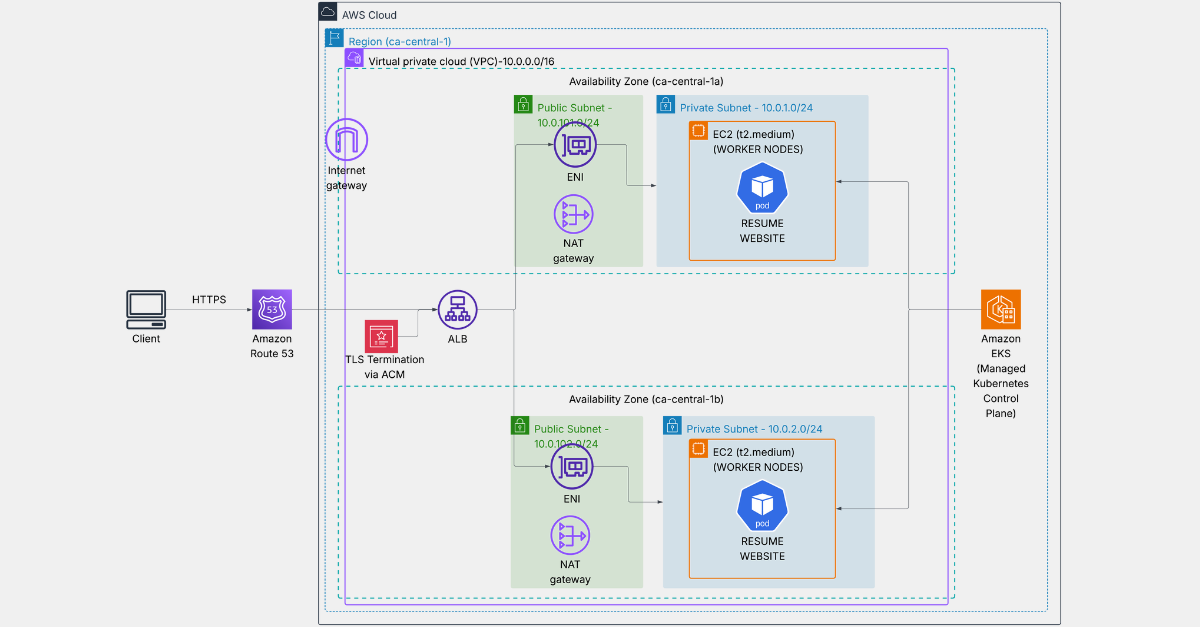 AWS Cloud
Region (ca-central-1)
Virtual private cloud (VPC)-10.0.0.0/16
Availability Zone (ca-central-1a)
Public Subnet -
10.0.101.0/24
Private Subnet - 10.0.1.0/24
EC2 (t2.medium)
(WORKER NODES)
ENI
pod
RESUME
WEBSITE
NAT
gateway
Internet
gateway
HTTPS
Client
53
Amazon
Route 53
TLS Termination
via ACM
ALB
K
Amazon
EKS
(Managed
Kubernetes
Control
Plane)
Availability Zone (ca-central-1b)
Public Subnet -
10.0.102.0/24
Private Subnet - 10.0.2.0/24
EC2 (t2.medium)
(WORKER NODES)
ENI
pod
RESUME
WEBSITE
NAT
gateway